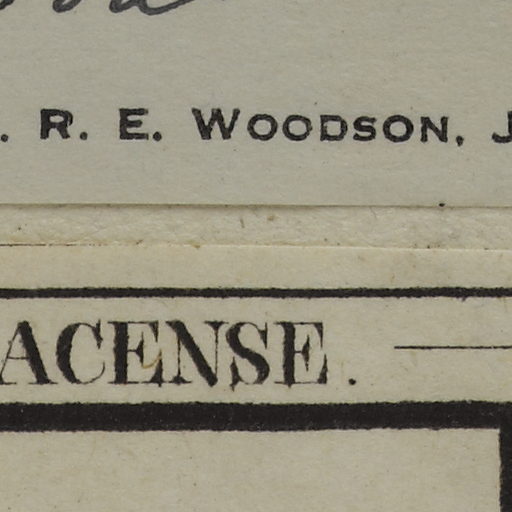 . R. E. WOODSON, J
ACENSE.